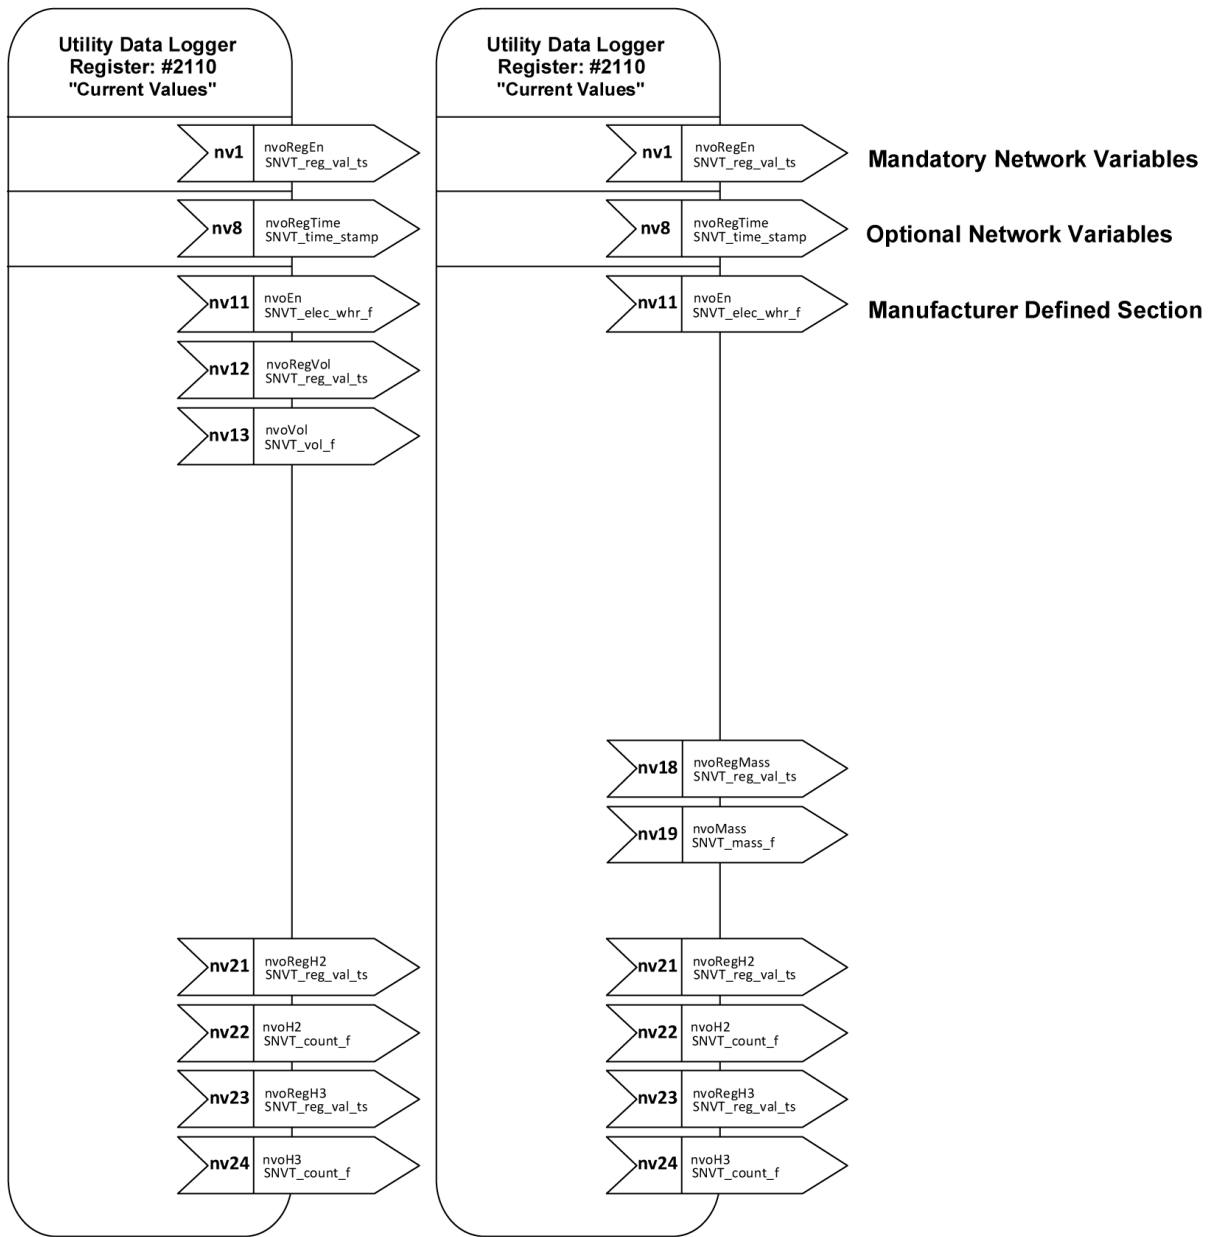 Utility Data Logger
Register: #2110
"Current Values"
nv1
nvoRegEn
SNVT_reg_val_ts
nv8
nvoRegTime
SNVT_time_stamp
nv11
nvoEn
SNVT_elec_whr_f
nv12
nvoRegVol
SNVT_reg_val_ts
nv13
nvoVol
SNVT_vol_f
nv21
nvoRegH2
SNVT_reg_val_ts
nv22
nvoH2
SNVT_count_f
nv23
nvoRegH3
SNVT_reg_val_ts
nv24
nvoH3
SNVT_count_f
Utility Data Logger
Register: #2110
"Current Values"
nv1
nvoRegEn
SNVT_reg_val_ts
nv8
nvoRegTime
SNVT_time_stamp
nv11
nvoEn
SNVT_elec_whr_f
nv18
nvoRegMass
SNVT_reg_val_ts
nv19
nvoMass
SNVT_mass_f
nv21
nvoRegH2
SNVT_reg_val_ts
nv22
nvoH2
SNVT_count_f
nv23
nvoRegH3
SNVT_reg_val_ts
nv24
nvoH3
SNVT_count_f
Mandatory Network Variables
Optional Network Variables
Manufacturer Defined Section